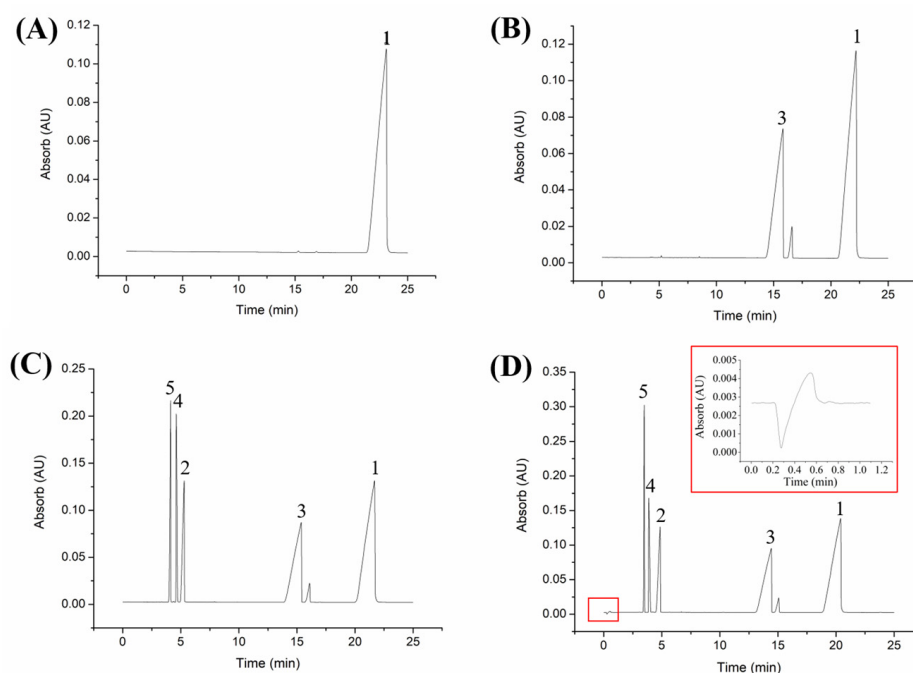 (A)
1
0.12
0.10
0.08
0.06
0.04
0.02
0.00
Absorb (AU)
0 5 10 15 20 25
Time (min)
(B)
1
3
0.12
0.10
0.08
0.06
0.04
0.02
0.00
Absorb (AU)
0 5 10 15 20 25
Time (min)
(C)
5
4
2
3
1
0.25
0.20
0.15
0.10
0.05
0.00
Absorb (AU)
0 5 10 15 20 25
Time (min)
(D)
5
4
2
3
1
0.35
0.30
0.25
0.20
0.15
0.10
0.05
0.00
Absorb (AU)
0 5 10 15 20 25
Time (min)
0.005
0.004
0.003
0.002
0.001
0.000
Absorb (AU)
0.0 0.2 0.4 0.6 0.8 1.0 1.2
Time (min)